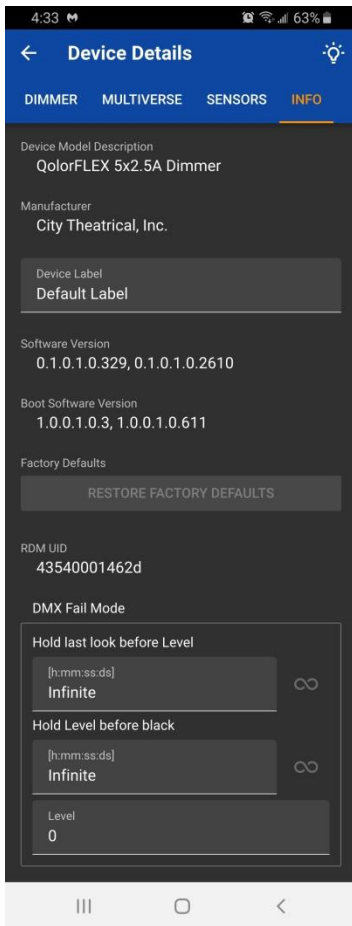 4:33
63%
Device Details
DIMMER MULTIVERSE SENSORS INFO
Device Model Description
QolorFLEX 5x2.5A Dimmer
Manufacturer
City Theatrical, Inc.
Device Label
Default Label
Software Version
0.1.0.1.0.329, 0.1.0.1.0.2610
Boot Software Version
1.0.0.1.0.3, 1.0.0.1.0.611
Factory Defaults
RESTORE FACTORY DEFAULTS
RDM UID
43540001462d
DMX Fail Mode
Hold last look before Level
[h:mm:ss:ds]
Infinite
Hold Level before black
[h:mm:ss:ds]
Infinite
Level
0